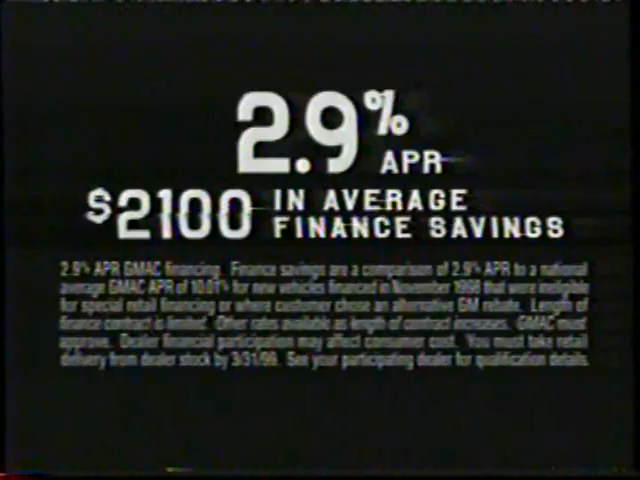 2.9%
APR
$2100 IN AVERAGE
FINANCE SAVINGS
2.9% APR GMAC financing. Finance savings are a comparison of 2.9% APR to a national
average GMAC APR of 10.01% for new vehicles financed in November 1998 that were ineligible
for special retail financing or where customer chose an alternative GM rebate. Length of
finance contract is limited. Other rates available as length of contract increases. GMAC must
approve. Dealer financial participation may affect consumer cost. You must take retail
delivery from dealer stock by 3/31/99. See your participating dealer for qualification details.